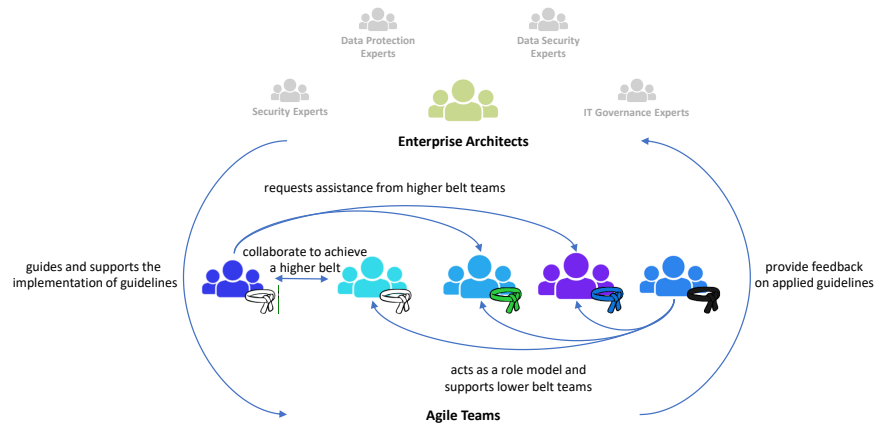 Data Protection
Experts
Data Security
Experts
Security Experts
IT Governance Experts
Enterprise Architects
requests assistance from higher belt teams
collaborate to achieve
a higher belt
guides and supports the
implementation of guidelines
provide feedback
on applied guidelines
acts as a role model and
supports lower belt teams
Agile Teams